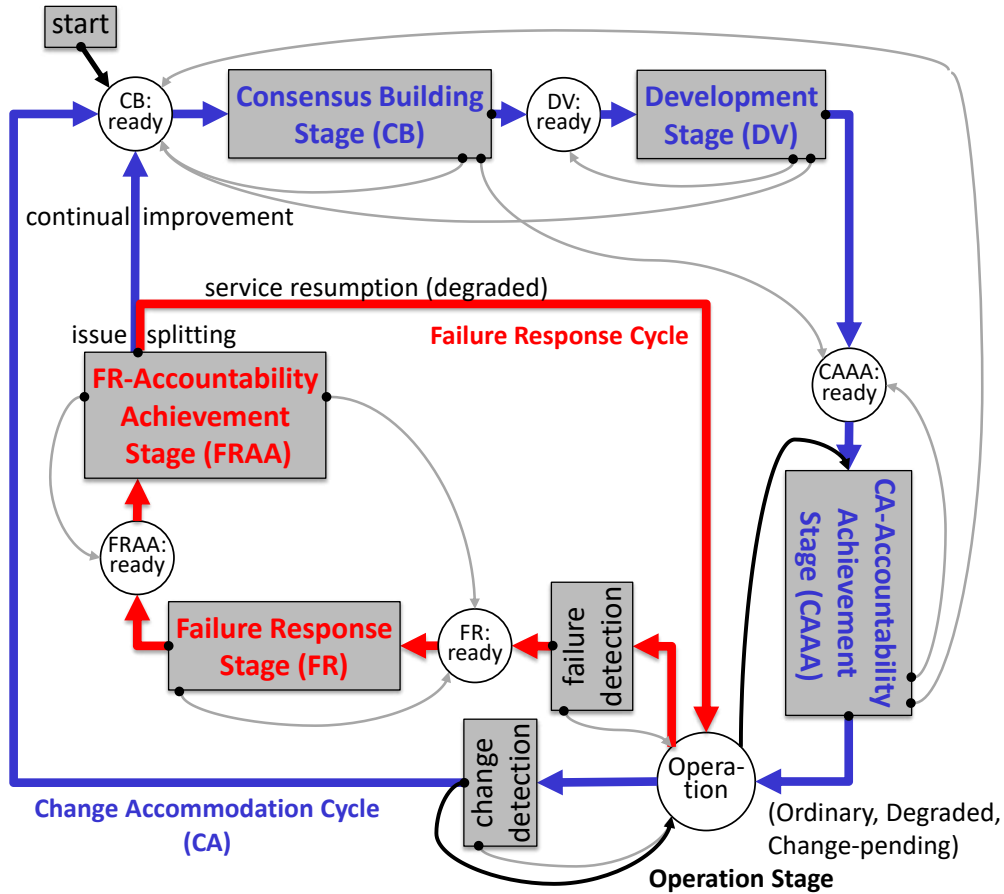 start
CB:
ready
Consensus Building
Stage (CB)
DV:
ready
Development
Stage (DV)
continual improvement
service resumption (degraded)
issue splitting
Failure Response Cycle
FR-Accountability
Achievement
Stage (FRAA)
CAAA:
ready
CA-Accountability
Achievement
Stage (CAAA)
FRAA:
ready
Failure Response
Stage (FR)
FR:
ready
failure
detection
change
detection
Opera-
tion
Change Accommodation Cycle
(CA)
(Ordinary, Degraded,
Change-pending)
Operation Stage